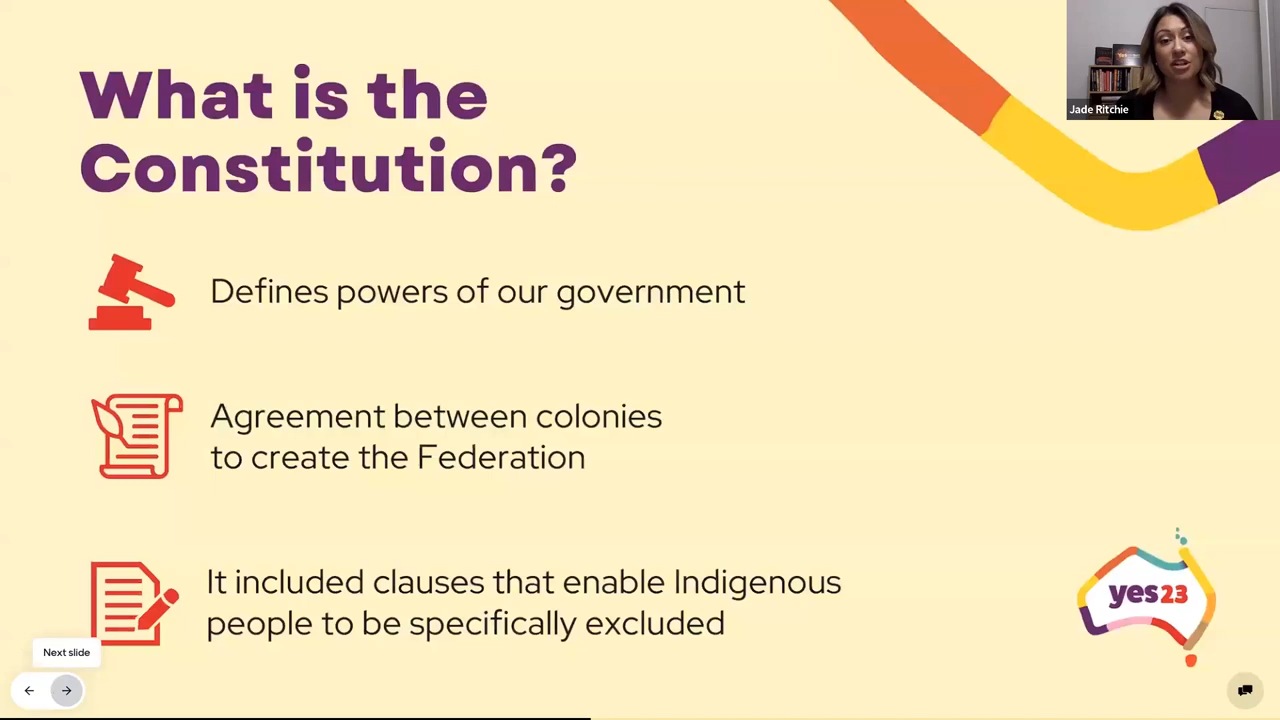 What is the
Constitution?
Jade Ritchie
Defines powers of our government
Agreement between colonies
to create the Federation
It included clauses that enable Indigenous
people to be specifically excluded
yes23
Next slide